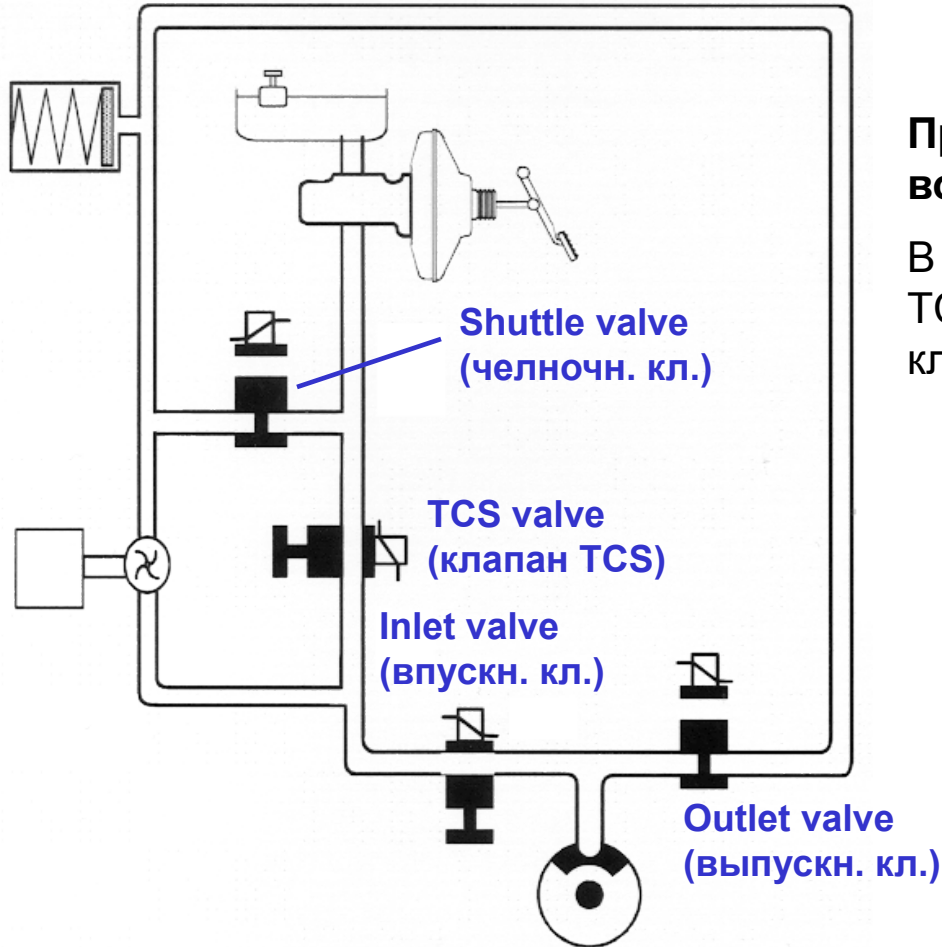 Shuttle valve
(челночн. кл.)
TCS valve
(клапан TCS)
Inlet valve
(впускн. кл.)
Outlet valve
(выпускн. кл.)
В